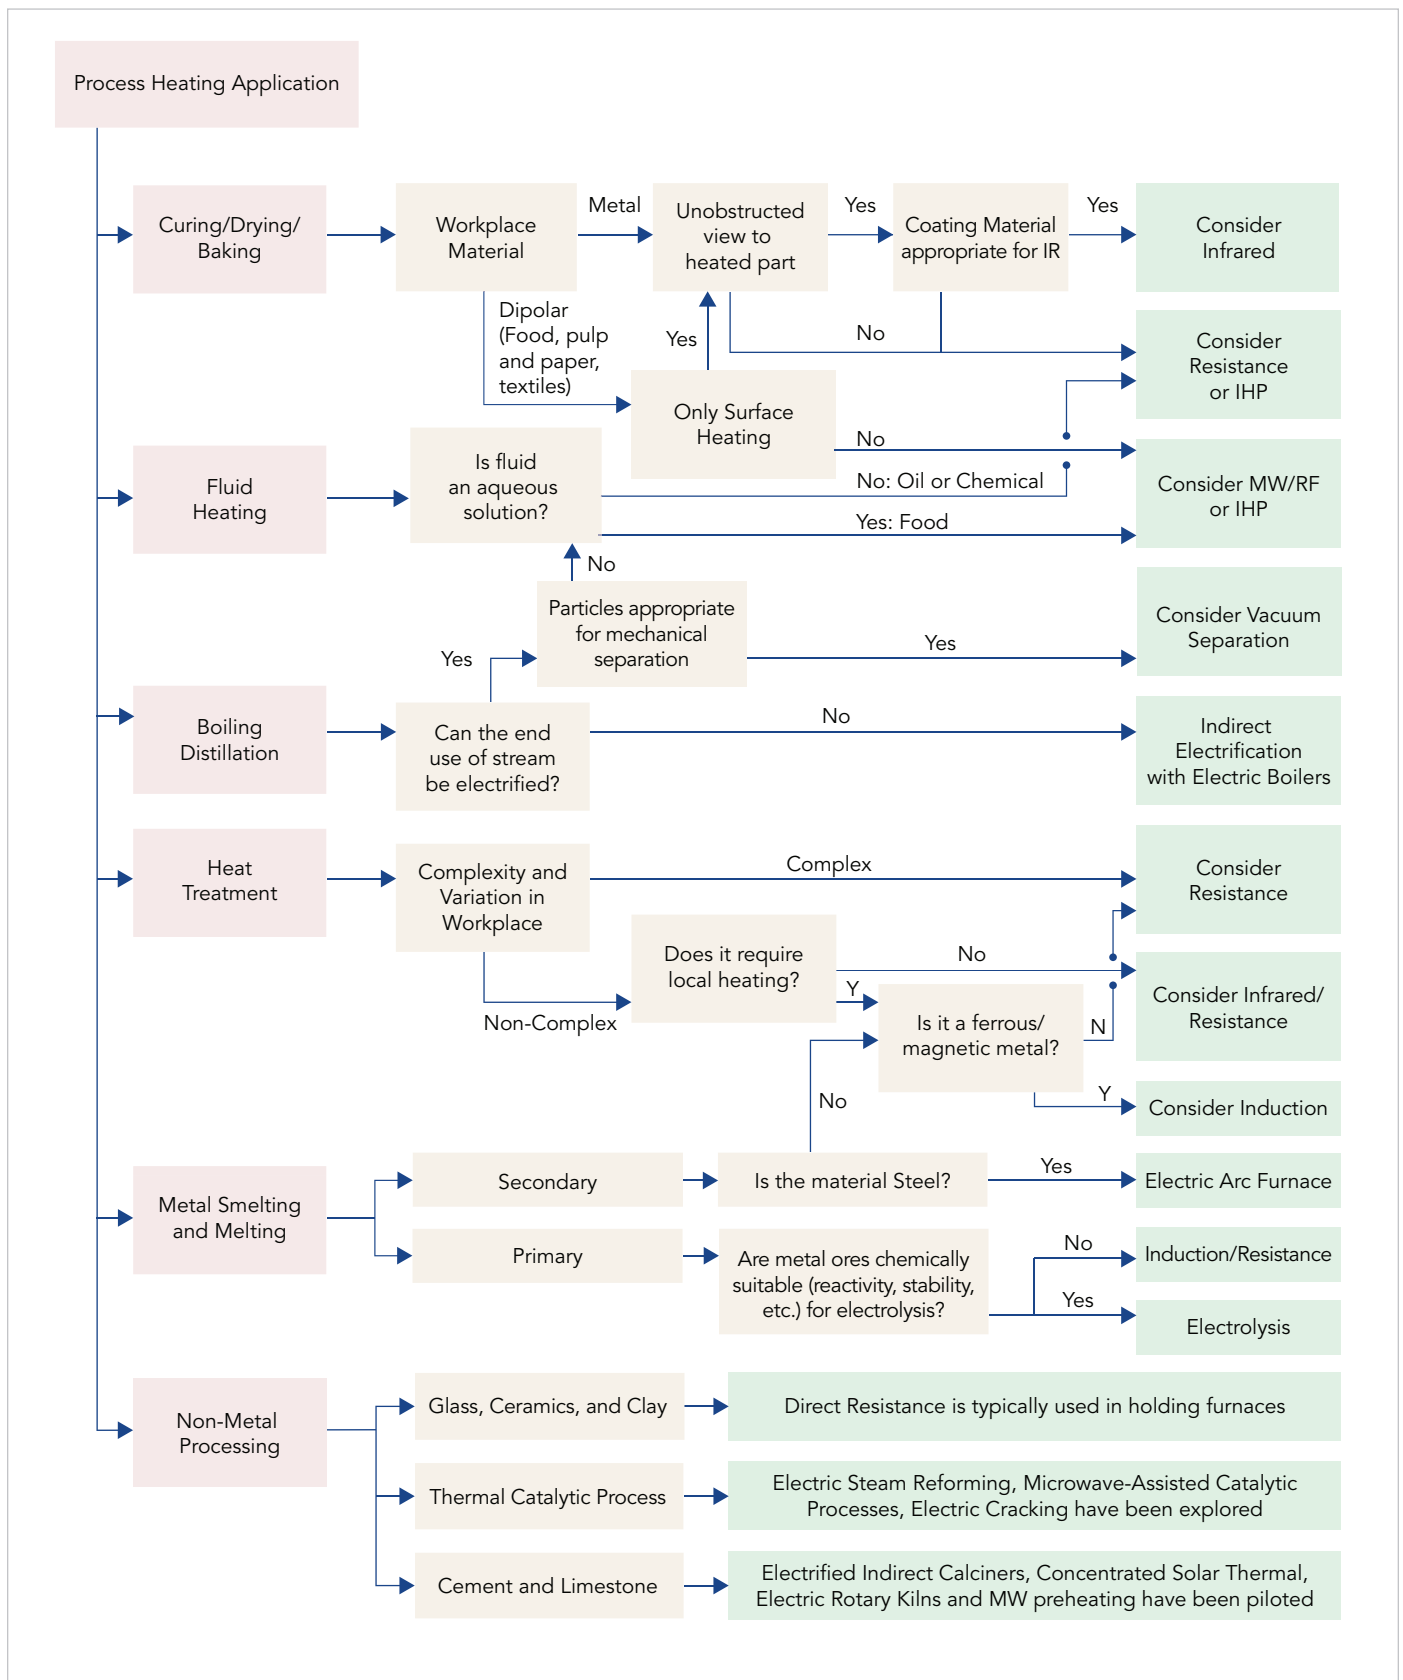 Process Heating Application
Curing/Drying/
Baking
Workplace
Material
Metal
Unobstructed
view to
heated part
Yes
Coating Material
appropriate for IR
Yes
Consider
Infrared
Dipolar
(Food, pulp
and paper,
textiles)
Yes
No
Consider
Resistance
or IHP
Only Surface
Heating
No
Fluid
Heating
Is fluid
an aqueous
solution?
No: Oil or Chemical
Yes: Food
Consider MW/RF
or IHP
No
Particles appropriate
for mechanical
separation
Yes
Yes
Consider Vacuum
Separation
Boiling
Distillation
Can the end
use of stream
be electrified?
No
Indirect
Electrification
with Electric Boilers
Heat
Treatment
Complexity and
Variation in
Workplace
Complex
Consider
Resistance
Non-Complex
Does it require
local heating?
No
Y
Is it a ferrous/
magnetic metal?
N
Consider Infrared/
Resistance
Y
Consider Induction
No
Metal Smelting
and Melting
Secondary
Is the material Steel?
Yes
Electric Arc Furnace
Primary
Are metal ores chemically
suitable (reactivity, stability,
etc.) for electrolysis?
No
Induction/Resistance
Yes
Electrolysis
Non-Metal
Processing
Glass, Ceramics, and Clay
Direct Resistance is typically used in holding furnaces
Thermal Catalytic Process
Electric Steam Reforming, Microwave-Assisted Catalytic
Processes, Electric Cracking have been explored
Cement and Limestone
Electrified Indirect Calciners, Concentrated Solar Thermal,
Electric Rotary Kilns and MW preheating have been piloted